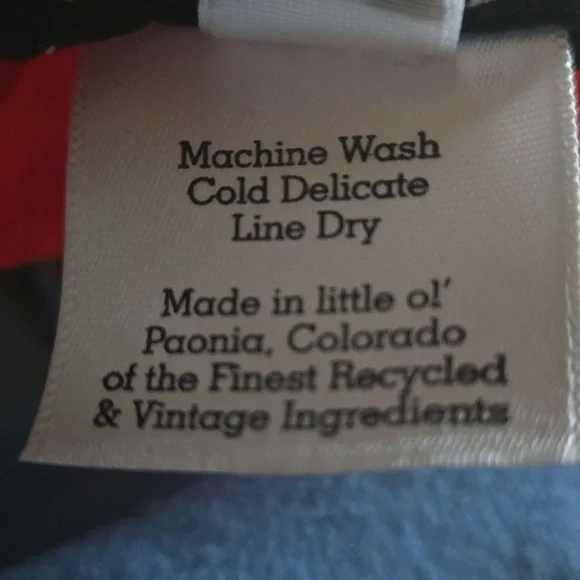 Machine Wash
Cold Delicate
Line Dry
Made in little ol'
Paonia, Colorado
of the Finest Recycled
& Vintage Ingredients